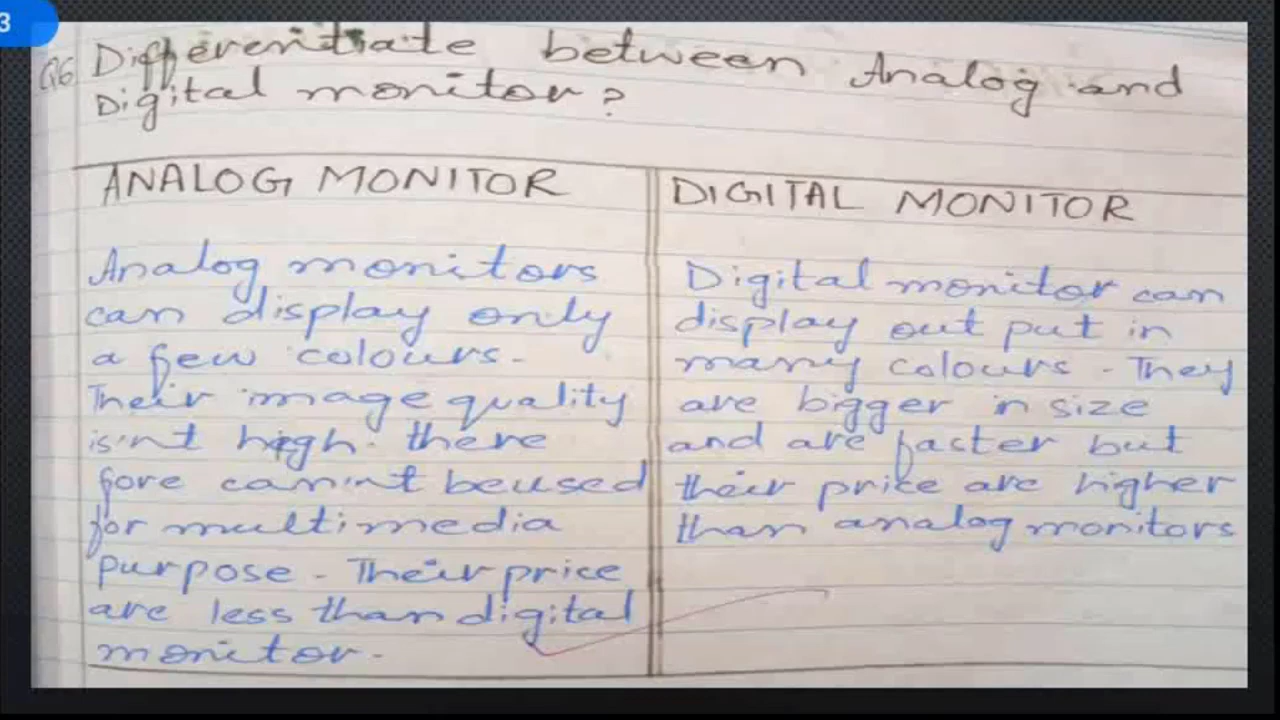 3
Q6 Differentiate between Analog and
Digital monitor?
ANALOG MONITOR
Analog monitors
can display only
a few colours.
Their image quality
is'nt high. there
fore can'nt beused
for multimedia
purpose. Their price
are less than digital
monitor.
DIGITAL MONITOR
Digital monitor can
display out put in
many colours. They
are bigger in size
and are faster but
their price are higher
than analog monitors